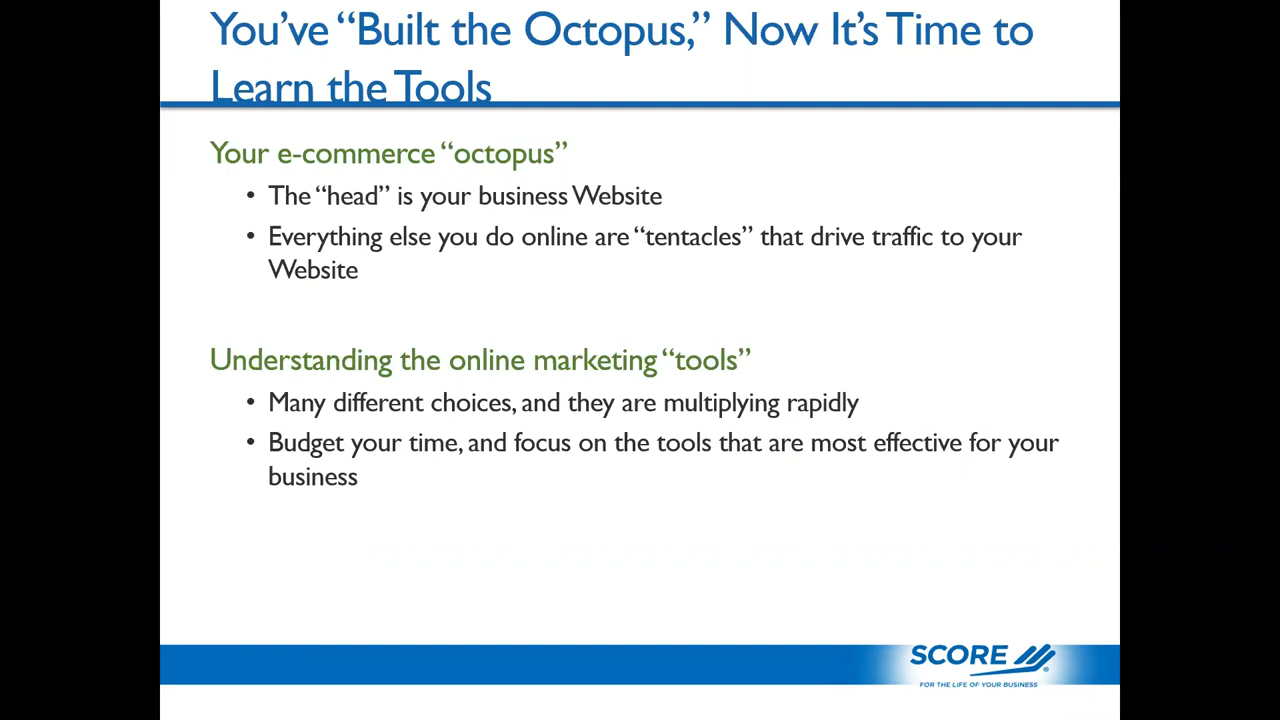 You’ve “Built the Octopus,” Now It’s Time to
Learn the Tools
Your e-commerce “octopus”
• The “head” is your business Website
• Everything else you do online are “tentacles” that drive traffic to your
Website
Understanding the online marketing “tools”
• Many different choices, and they are multiplying rapidly
• Budget your time, and focus on the tools that are most effective for your
business
SCORE
FOR THE LIFE OF YOUR BUSINESS